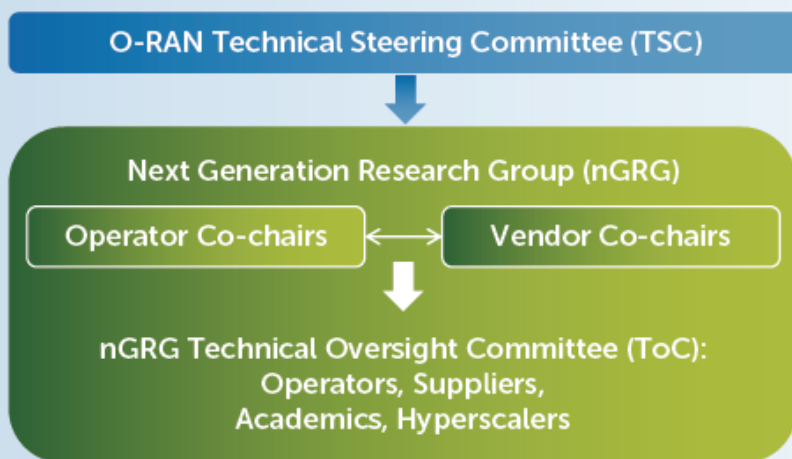 O-RAN Technical Steering Committee (TSC)
Next Generation Research Group (nGRG)
Operator Co-chairs
Vendor Co-chairs
nGRG Technical Oversight Committee (ToC):
Operators, Suppliers,
Academics, Hyperscalers